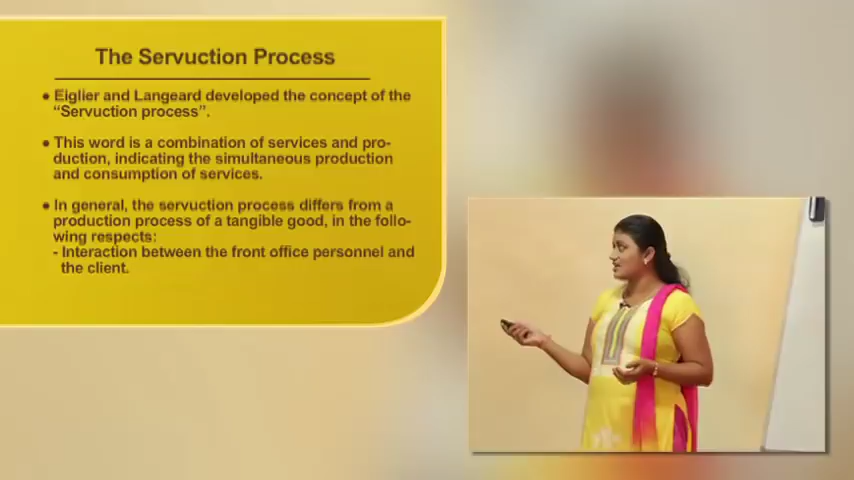 The Servuction Process
• Eiglier and Langeard developed the concept of the
“Servuction process”.
• This word is a combination of services and pro-
duction, indicating the simultaneous production
and consumption of services.
• In general, the servuction process differs from a
production process of a tangible good, in the follo-
wing respects:
- Interaction between the front office personnel and
the client.